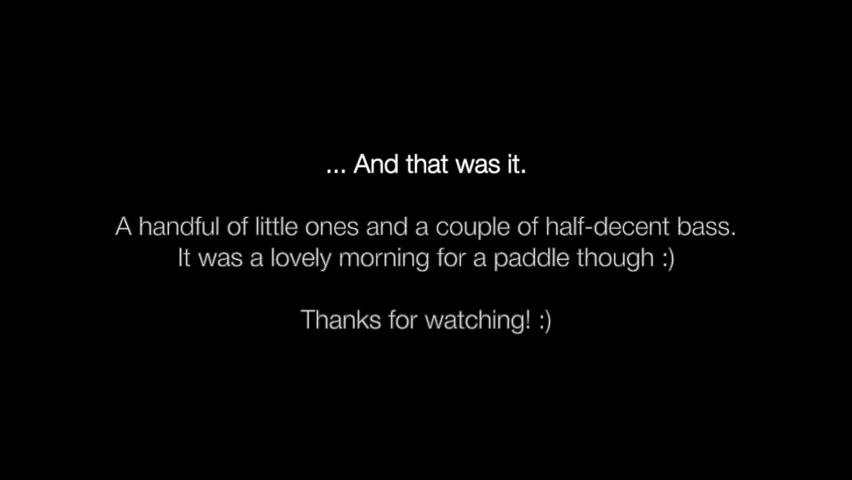 ... And that was it.
A handful of little ones and a couple of half-decent bass.
It was a lovely morning for a paddle though :)
Thanks for watching! :)